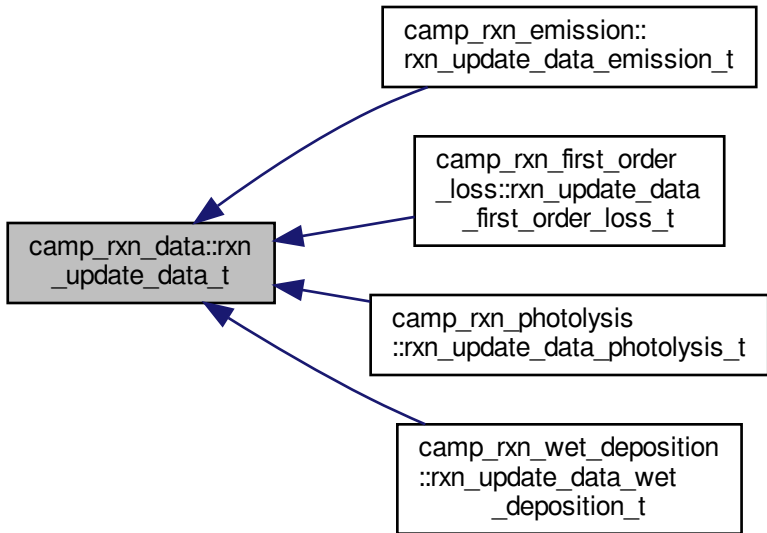 camp_rxn_emission::
rxn_update_data_emission_t
camp_rxn_first_order
_loss::rxn_update_data
_first_order_loss_t
camp_rxn_data::rxn
_update_data_t
camp_rxn_photolysis
::rxn_update_data_photolysis_t
camp_rxn_wet_deposition
::rxn_update_data_wet
_deposition_t